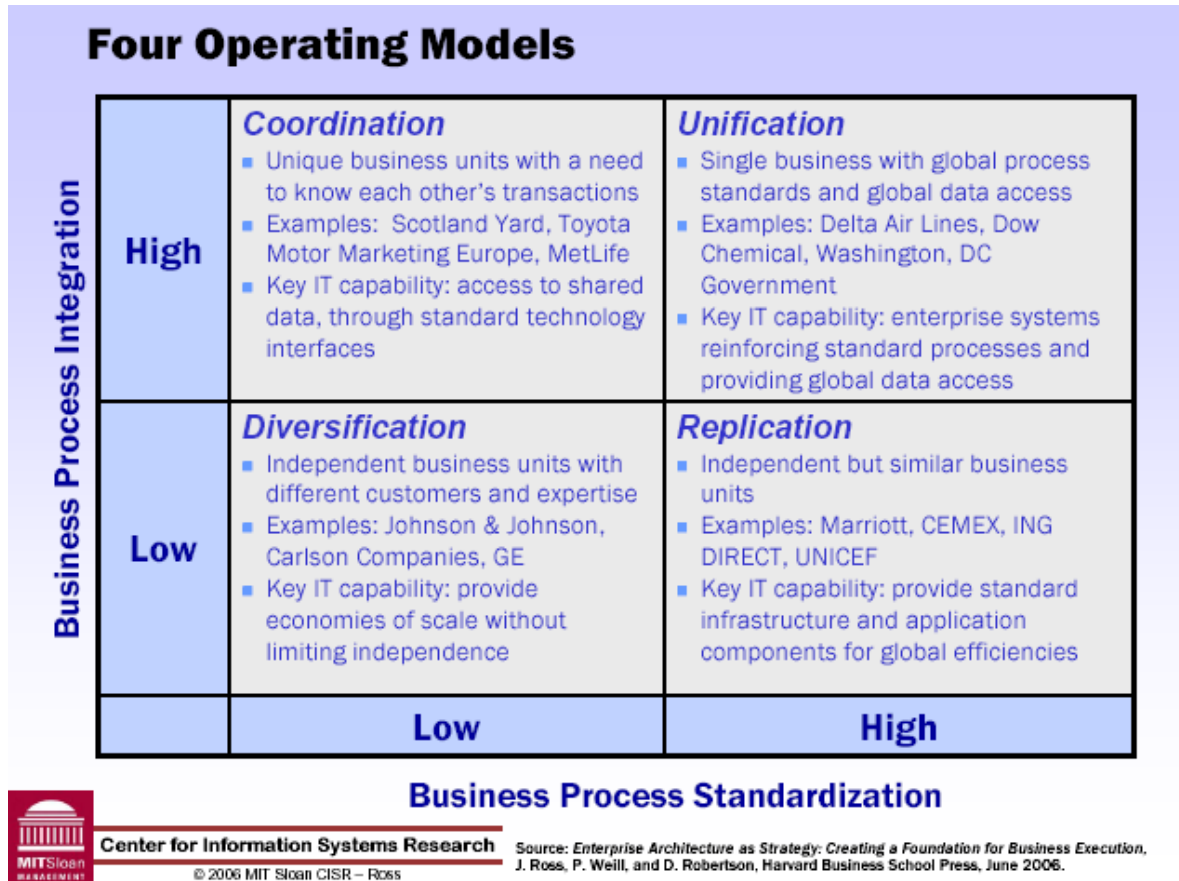 Four Operating Models
Business Process Integration
High
Coordination
■ Unique business units with a need
to know each other's transactions
■ Examples:  Scotland Yard, Toyota
Motor Marketing Europe, MetLife
■ Key IT capability: access to shared
data, through standard technology
interfaces
Unification
■ Single business with global process
standards and global data access
■ Examples: Delta Air Lines, Dow
Chemical, Washington, DC
Government
■ Key IT capability: enterprise systems
reinforcing standard processes and
providing global data access
Low
Diversification
■ Independent business units with
different customers and expertise
■ Examples: Johnson & Johnson,
Carlson Companies, GE
■ Key IT capability: provide
economies of scale without
limiting independence
Replication
■ Independent but similar business
units
■ Examples: Marriott, CEMEX, ING
DIRECT, UNICEF
■ Key IT capability: provide standard
infrastructure and application
components for global efficiencies
Low
High
Business Process Standardization
MITSloan
MANAGEMENT
Center for Information Systems Research
© 2006 MIT Sloan CISR – Ross
Source: Enterprise Architecture as Strategy: Creating a Foundation for Business Execution,
J. Ross, P. Weill, and D. Robertson, Harvard Business School Press, June 2006.